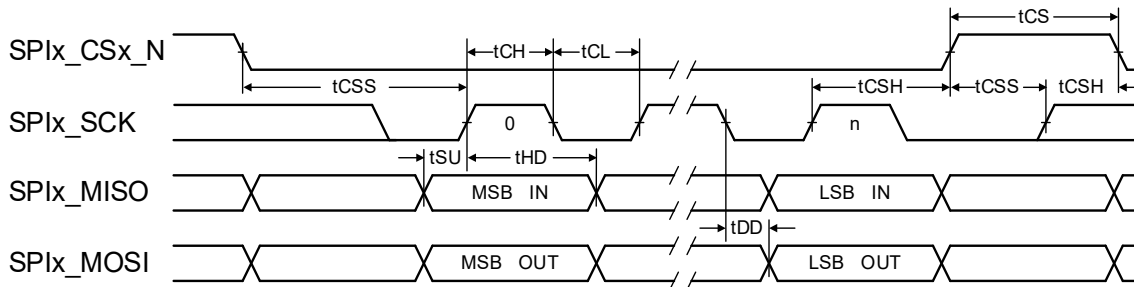 tCS
SPIx_CSx_N
tCH tCL
tCSS tCSH tCSS tCSH
SPIx_SCK 0 n
tSU tHD
SPIx_MISO MSB IN LSB IN
tDD
SPIx_MOSI MSB OUT LSB OUT